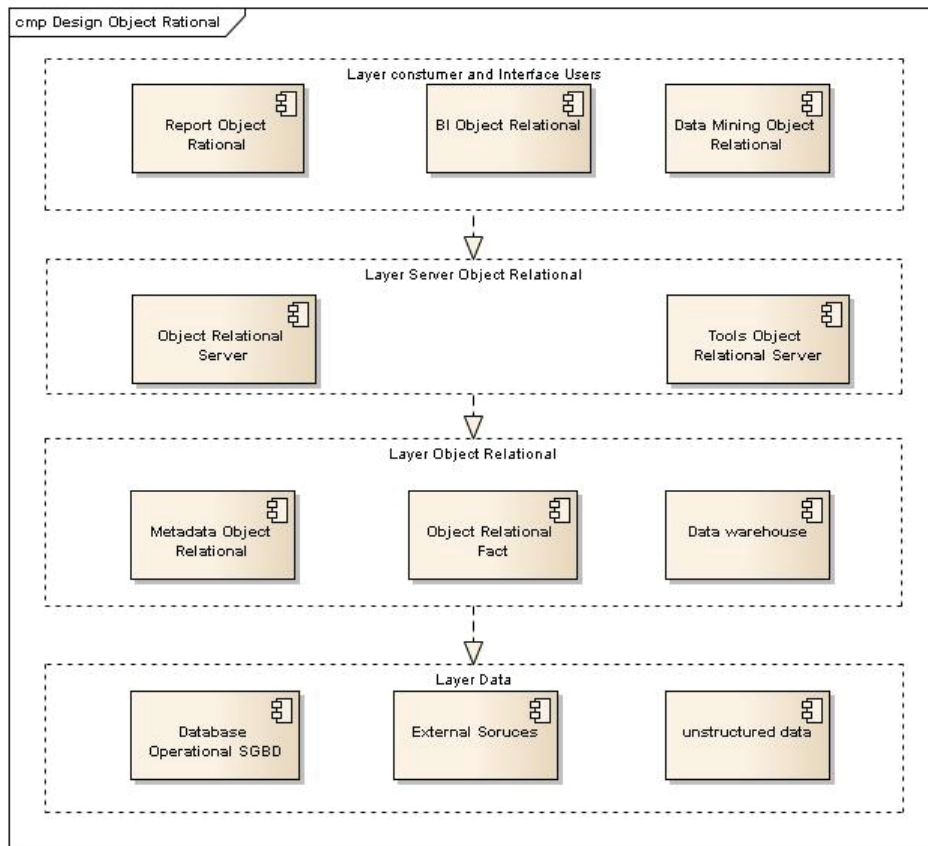 cmp Design Object Rational
Layer constumer and Interface Users
Report Object
Rational
BI Object Relational
Data Mining Object
Relational
Layer Server Object Relational
Object Relational
Server
Tools Object
Relational Server
Layer Object Relational
Metadata Object
Relational
Object Relational
Fact
Data warehouse
Layer Data
Database
Operational SGBD
External Soruces
unstructured data